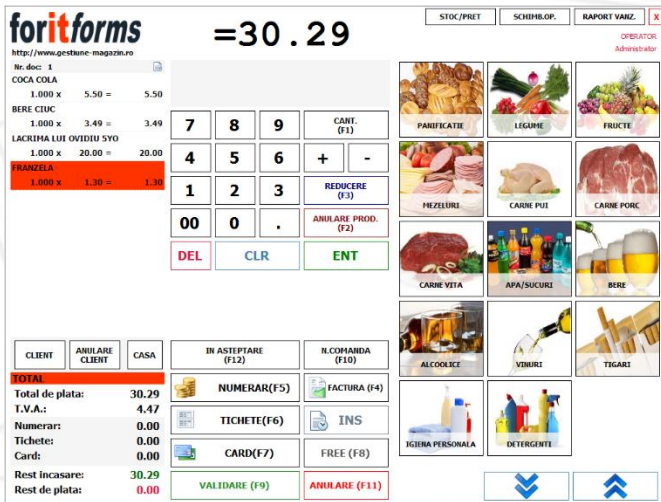 foritforms
http://www.gestiune-magazin.ro
=30.29
STOC/PRET
SCHIMB.OP.
RAPORT VANZ.
X
OPERATOR
Administrator
Nr. doc: 1
COCA COLA
1.000 x 5.50 = 5.50
BERE CIUC
1.000 x 3.49 = 3.49
LACRIMA LUI OVIDIU 5YO
1.000 x 20.00 = 20.00
FRANZELA
1.000 x 1.30 = 1.30
7 8 9 CANT. (F1)
4 5 6 + -
1 2 3 REDUCERE (F3)
00 0 . ANULARE PROD. (F2)
DEL CLR ENT
PANIFICATIE LEGUME FRUCTE
MEZELURI CARNE PUI CARNE PORC
CARNE VITA APA/SUCURI BERE
ALCOOLICE VINURI TIGARI
IGIENA PERSONALA DETERGENTI
CLIENT ANULARE CLIENT CASA
IN ASTEPTARE (F12) N.COMANDA (F10)
NUMERAR(F5) FACTURA (F4)
TICHETE(F6) INS
CARD(F7) FREE (F8)
VALIDARE (F9) ANULARE (F11)
TOTAL
Total de plata: 30.29
T.V.A.: 4.47
Numerar: 0.00
Tichete: 0.00
Card: 0.00
Rest incasare: 30.29
Rest de plata: 0.00